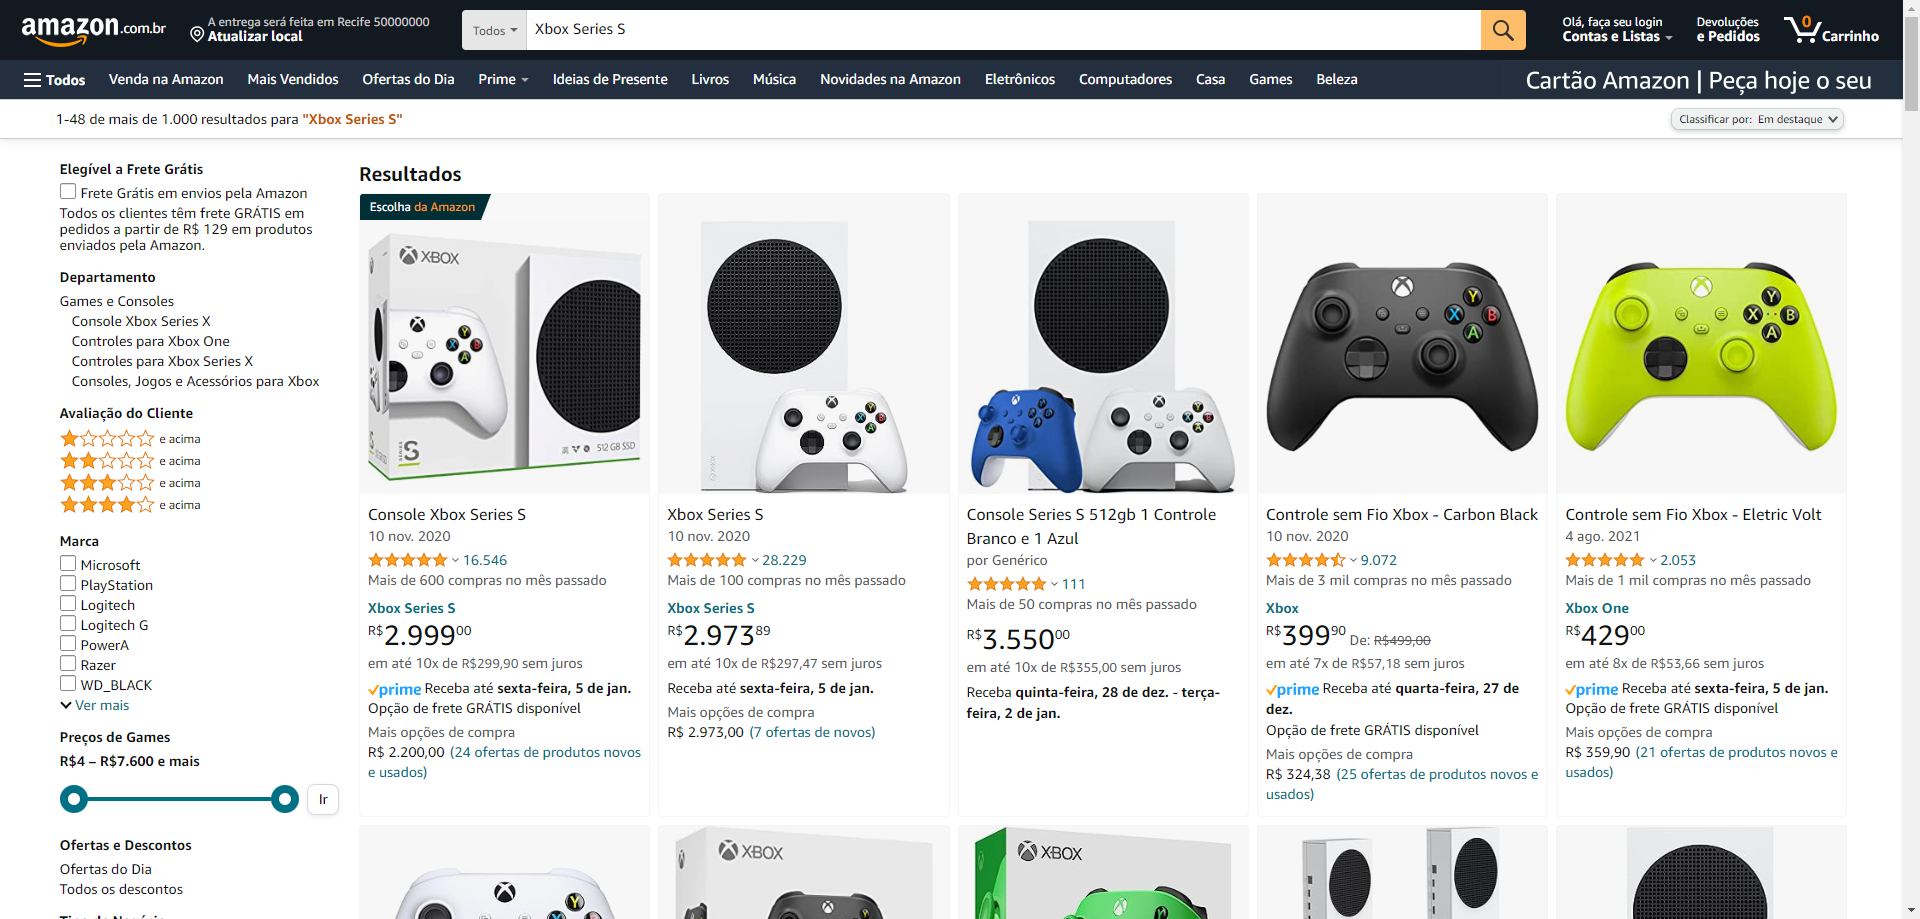 amazon.com.br
A entrega será feita em Recife 50000000
Atualizar local
Todos
Xbox Series S
Olá, faça seu login
Contas e Listas
Devoluções
e Pedidos
0
Carrinho
Todos
Venda na Amazon
Mais Vendidos
Ofertas do Dia
Prime
Ideias de Presente
Livros
Música
Novidades na Amazon
Eletrônicos
Computadores
Casa
Games
Beleza
Cartão Amazon | Peça hoje o seu
1-48 de mais de 1.000 resultados para "Xbox Series S"
Classificar por: Em destaque
Elegível a Frete Grátis
Frete Grátis em envios pela Amazon
Todos os clientes têm frete GRÁTIS em
pedidos a partir de R$ 129 em produtos
enviados pela Amazon.
Departamento
Games e Consoles
Console Xbox Series X
Controles para Xbox One
Controles para Xbox Series X
Consoles, Jogos e Acessórios para Xbox
Avaliação do Cliente
e acima
e acima
e acima
e acima
Marca
Microsoft
PlayStation
Logitech
Logitech G
PowerA
Razer
WD_BLACK
Ver mais
Preços de Games
R$4 – R$7.600 e mais
Ir
Ofertas e Descontos
Ofertas do Dia
Todos os descontos
Resultados
Escolha da Amazon
XBOX
SERIES S
512 GB SSD
Console Xbox Series S
10 nov. 2020
16.546
Mais de 600 compras no mês passado
Xbox Series S
R$2.99900
em até 10x de R$299,90 sem juros
prime Receba até sexta-feira, 5 de jan.
Opção de frete GRÁTIS disponível
Mais opções de compra
R$ 2.200,00 (24 ofertas de produtos novos
e usados)
Xbox Series S
10 nov. 2020
28.229
Mais de 100 compras no mês passado
Xbox Series S
R$2.97389
em até 10x de R$297,47 sem juros
Receba até sexta-feira, 5 de jan.
Mais opções de compra
R$ 2.973,00 (7 ofertas de novos)
Console Series S 512gb 1 Controle
Branco e 1 Azul
por Genérico
111
Mais de 50 compras no mês passado
R$3.55000
em até 10x de R$355,00 sem juros
Receba quinta-feira, 28 de dez. - terça-
feira, 2 de jan.
Y
X
B
A
Controle sem Fio Xbox - Carbon Black
10 nov. 2020
9.072
Mais de 3 mil compras no mês passado
Xbox
R$39990 De: R$499,00
em até 7x de R$57,18 sem juros
prime Receba até quarta-feira, 27 de
dez.
Opção de frete GRÁTIS disponível
Mais opções de compra
R$ 324,38 (25 ofertas de produtos novos e
usados)
Y
X
B
A
Controle sem Fio Xbox - Eletric Volt
4 ago. 2021
2.053
Mais de 1 mil compras no mês passado
Xbox One
R$42900
em até 8x de R$53,66 sem juros
prime Receba até sexta-feira, 5 de jan.
Opção de frete GRÁTIS disponível
Mais opções de compra
R$ 359,90 (21 ofertas de produtos novos e
usados)
XBOX
XBOX